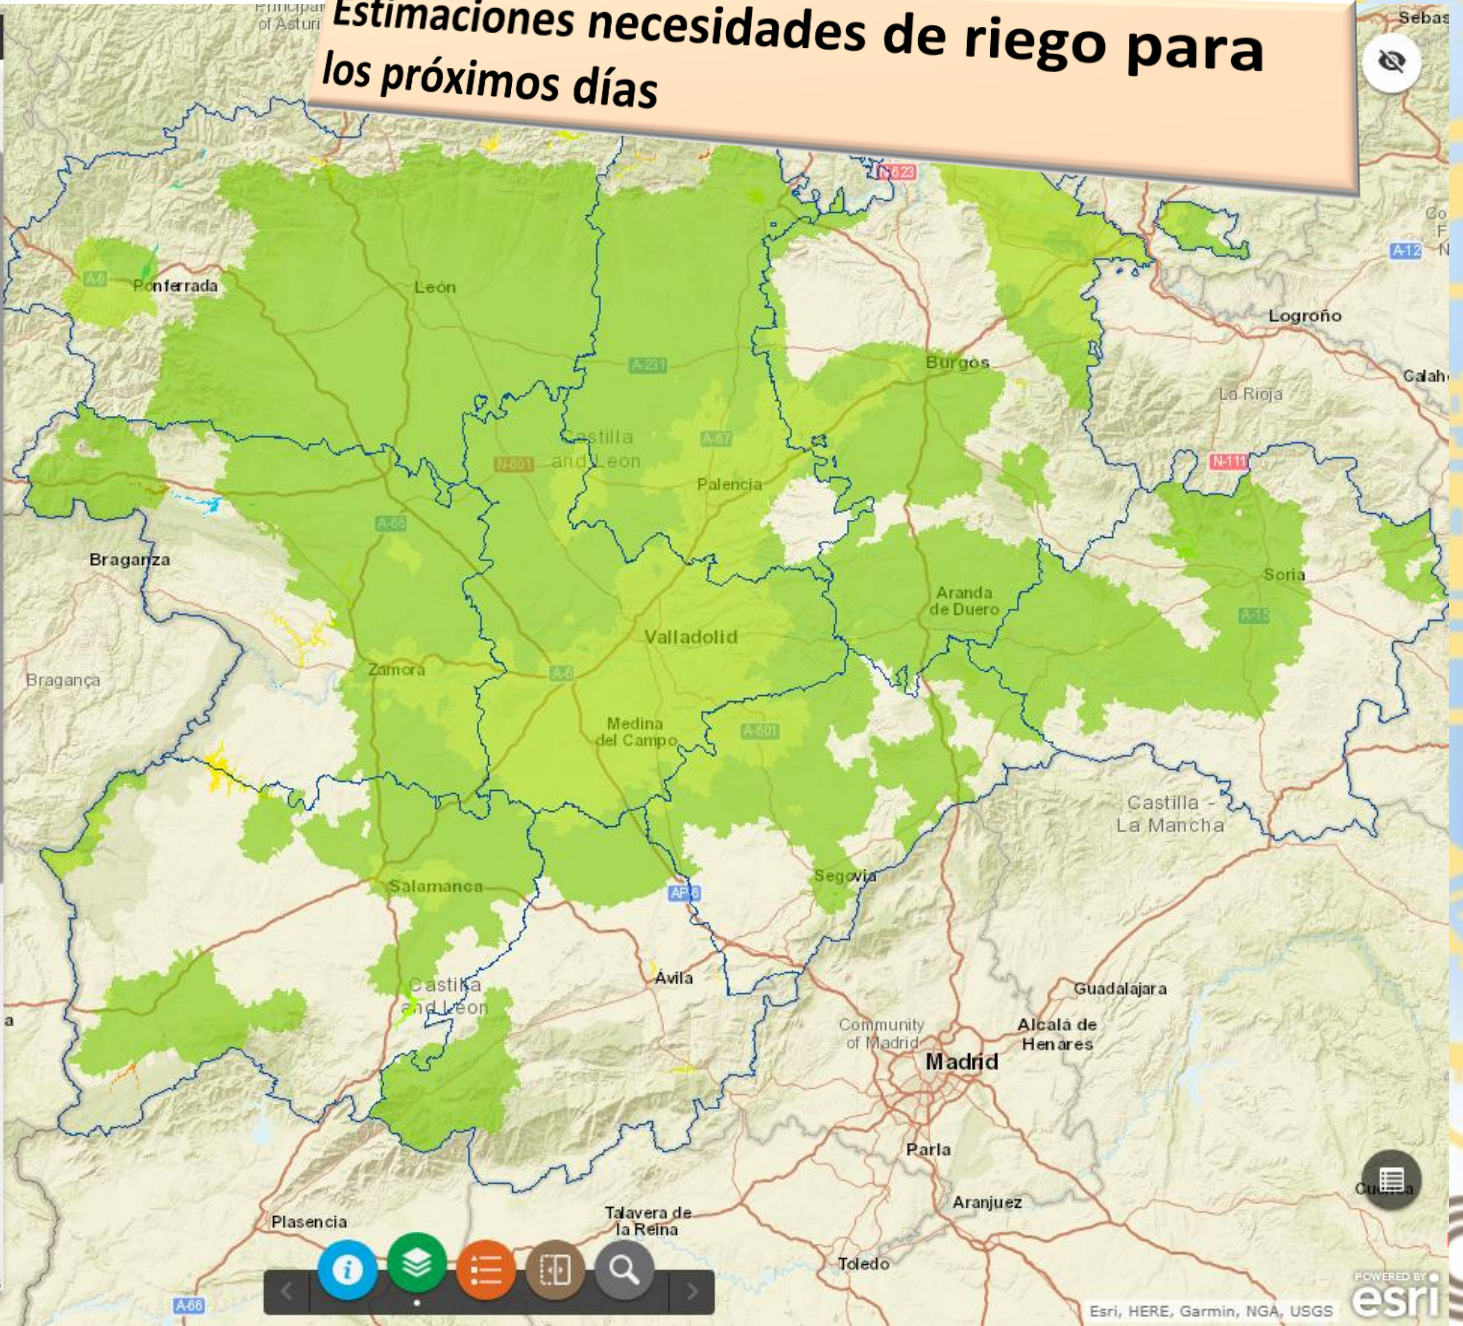 Principal
of Asturi
Estimaciones necesidades de riego para
los próximos días
Sebas
N-623
A-12
A-6
Ponferrada
León
Logroño
A-231
Burgos
Calah
La Rioja
Castilla
and Leon
A-67
N-601
N-111
Palencia
A-66
Braganza
Soria
Aranda
de Duero
A-15
Valladolid
Zamora
A-6
Bragança
Medina
del Campo
A-601
Castilla -
La Mancha
Segovia
Salamanca
AP-6
Ávila
Castilla
and Leon
Guadalajara
a
Community
of Madrid
Alcalá de
Henares
Madrid
Parla
Cuenca
Aranjuez
Talavera de
la Reina
Plasencia
Toledo
A-66
POWERED BY
esri
Esri, HERE, Garmin, NGA, USGS